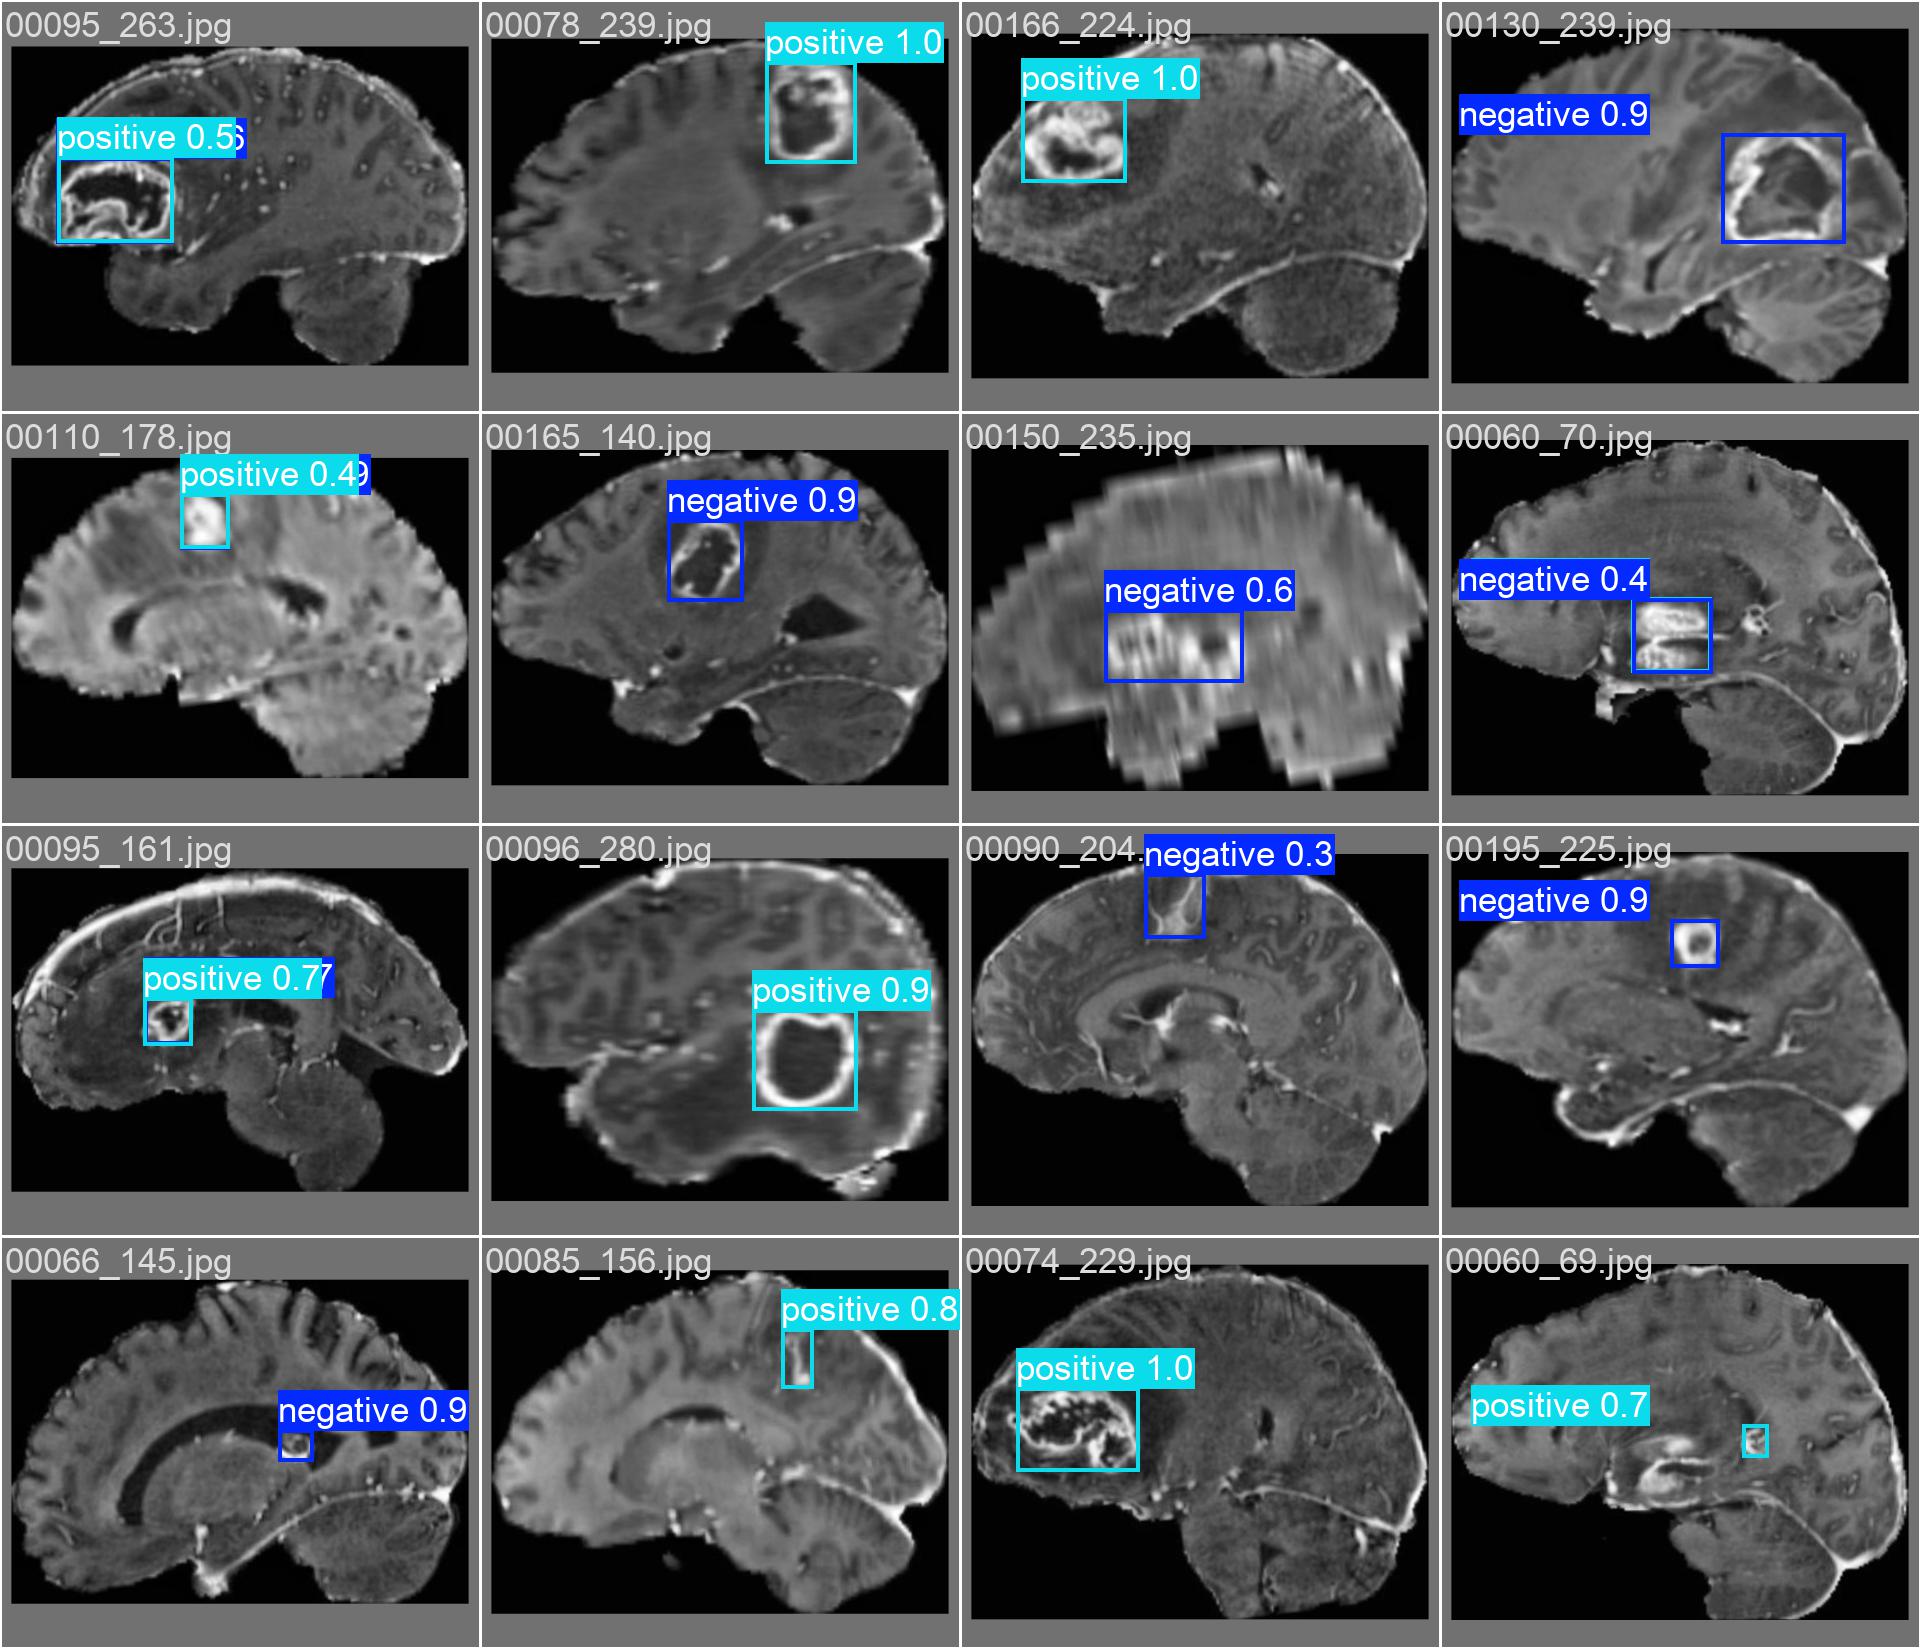 00095_263.jpg
positive 0.5
6
00078_239.jpg
positive 1.0
00166_224.jpg
positive 1.0
00130_239.jpg
negative 0.9
00110_178.jpg
positive 0.4
9
00165_140.jpg
negative 0.9
00150_235.jpg
negative 0.6
00060_70.jpg
negative 0.4
00095_161.jpg
positive 0.7
7
00096_280.jpg
positive 0.9
00090_204.
negative 0.3
00195_225.jpg
negative 0.9
00066_145.jpg
negative 0.9
00085_156.jpg
positive 0.8
00074_229.jpg
positive 1.0
00060_69.jpg
positive 0.7